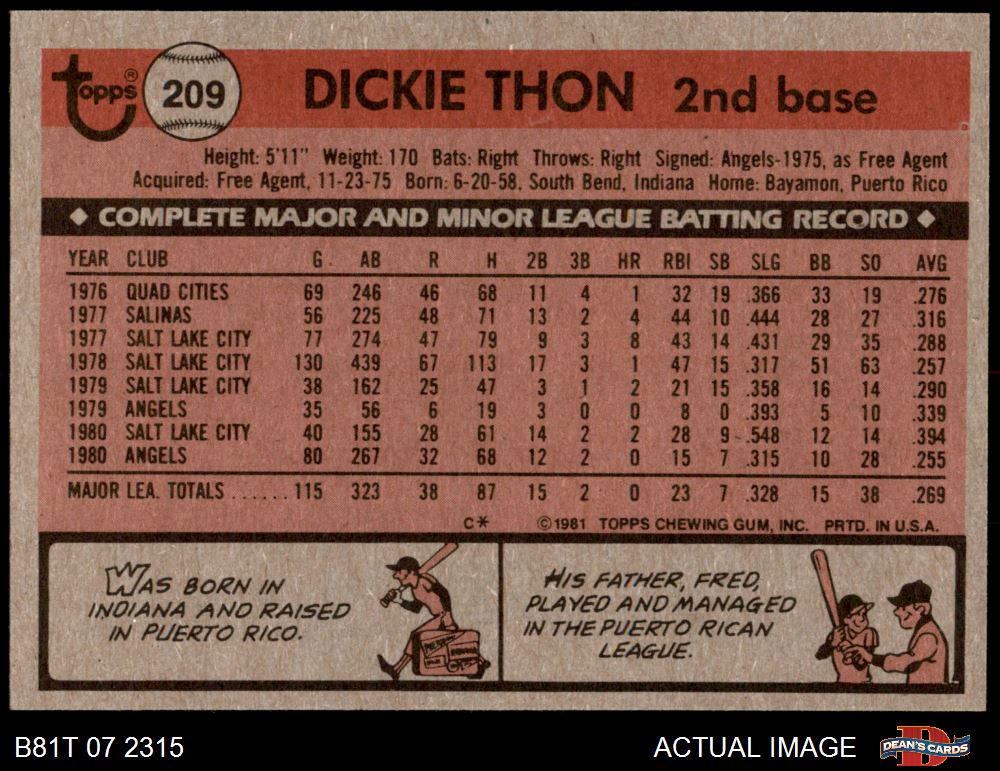 topps® 209 DICKIE THON 2nd base
Height: 5'11" Weight: 170 Bats: Right Throws: Right Signed: Angels-1975, as Free Agent
Acquired: Free Agent, 11-23-75 Born: 6-20-58, South Bend, Indiana Home: Bayamon, Puerto Rico
◆ COMPLETE MAJOR AND MINOR LEAGUE BATTING RECORD ◆
YEAR CLUB G AB R H 2B 3B HR RBI SB SLG BB SO AVG
1976 QUAD CITIES 69 246 46 68 11 4 1 32 19 .366 33 19 .276
1977 SALINAS 56 225 48 71 13 2 4 44 10 .444 28 27 .316
1977 SALT LAKE CITY 77 274 47 79 9 3 8 43 14 .431 29 35 .288
1978 SALT LAKE CITY 130 439 67 113 17 3 1 47 15 .317 51 63 .257
1979 SALT LAKE CITY 38 162 25 47 3 1 2 21 15 .358 16 14 .290
1979 ANGELS 35 56 6 19 3 0 0 8 0 .393 5 10 .339
1980 SALT LAKE CITY 40 155 28 61 14 2 2 28 9 .548 12 14 .394
1980 ANGELS 80 267 32 68 12 2 0 15 7 .315 10 28 .255
MAJOR LEA. TOTALS ...... 115 323 38 87 15 2 0 23 7 .328 15 38 .269
C* ©1981 TOPPS CHEWING GUM, INC. PRTD. IN U.S.A.
WAS BORN IN
INDIANA AND RAISED
IN PUERTO RICO.
HIS FATHER, FRED,
PLAYED AND MANAGED
IN THE PUERTO RICAN
LEAGUE.
B81T 07 2315 ACTUAL IMAGE DEAN'S CARDS